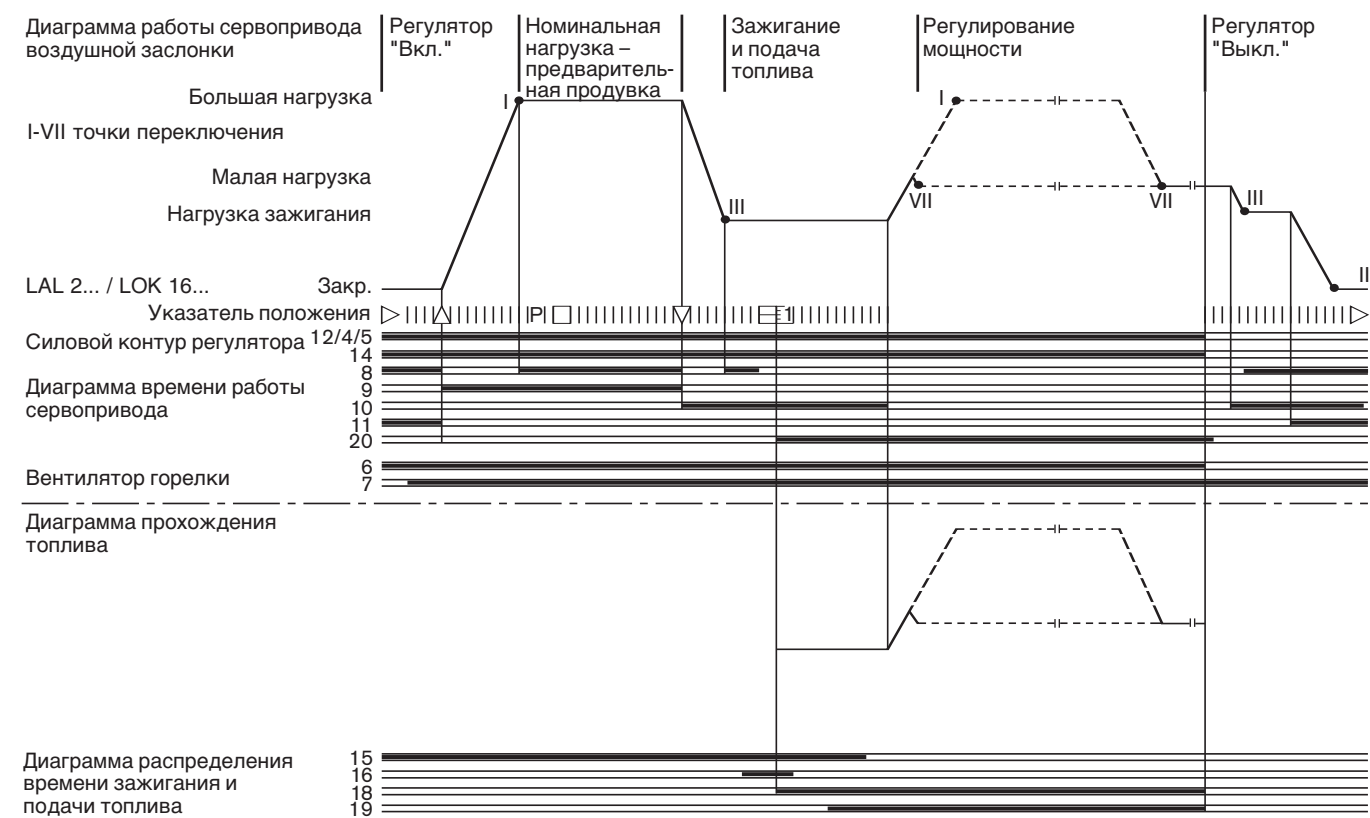 Диаграмма работы сервопривода
воздушной заслонки
Регулятор
"Вкл."
Номинальная
нагрузка –
предваритель-
ная продувка
Зажигание
и подача
топлива
Регулирование
мощности
Регулятор
"Выкл."
Большая нагрузка
I
I
I-VII точки переключения
Малая нагрузка
VII
VII
Нагрузка зажигания
III
III
II
LAL 2... / LOK 16...
Закр.
Указатель положения
P
1
Силовой контур регулятора 12/4/5
14
8
Диаграмма времени работы
сервопривода
9
10
11
20
Вентилятор горелки
6
7
Диаграмма прохождения
топлива
Диаграмма распределения
времени зажигания и
подачи топлива
15
16
18
19